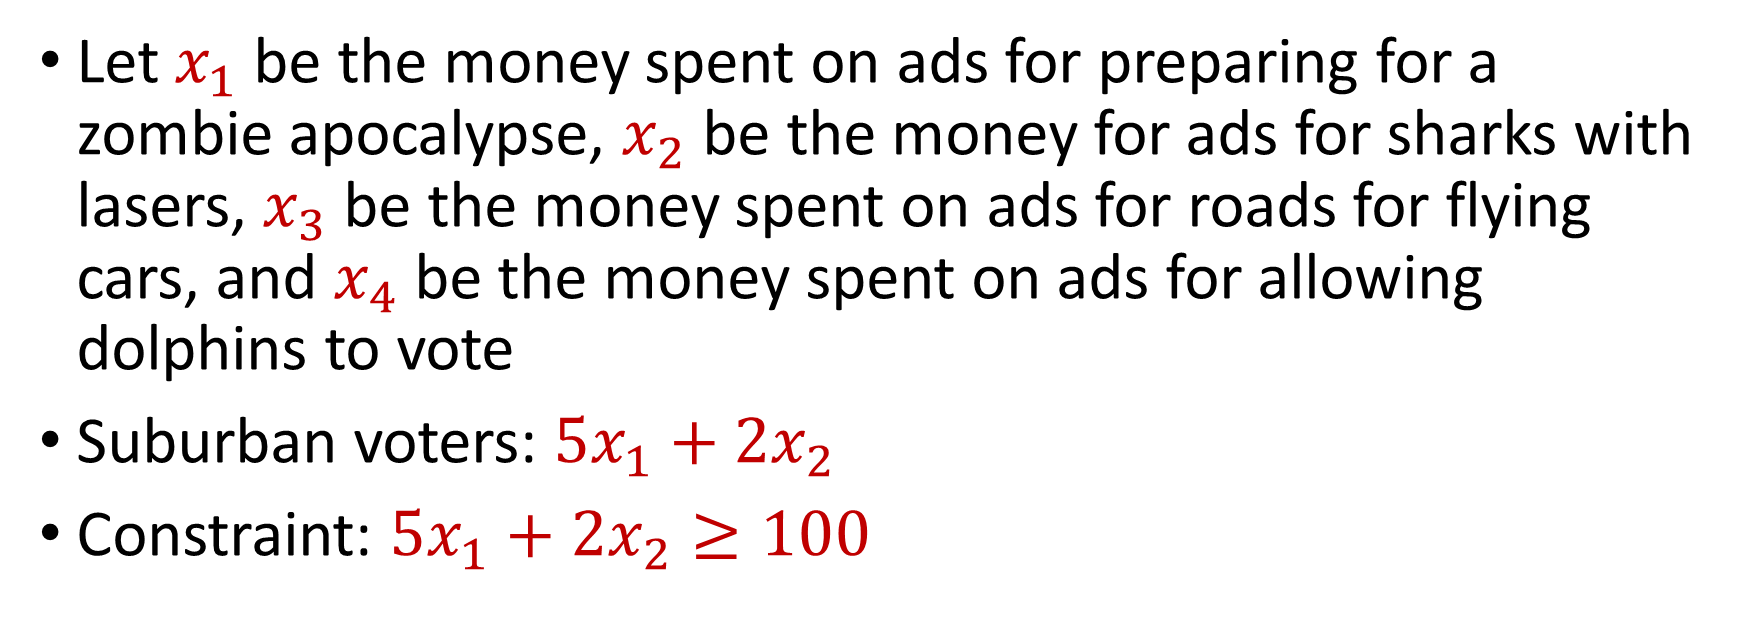 • Let x₁ be the money spent on ads for preparing for a
zombie apocalypse, x₂ be the money for ads for sharks with
lasers, x₃ be the money spent on ads for roads for flying
cars, and x₄ be the money spent on ads for allowing
dolphins to vote
• Suburban voters: 5x₁ + 2x₂
• Constraint: 5x₁ + 2x₂ ≥ 100